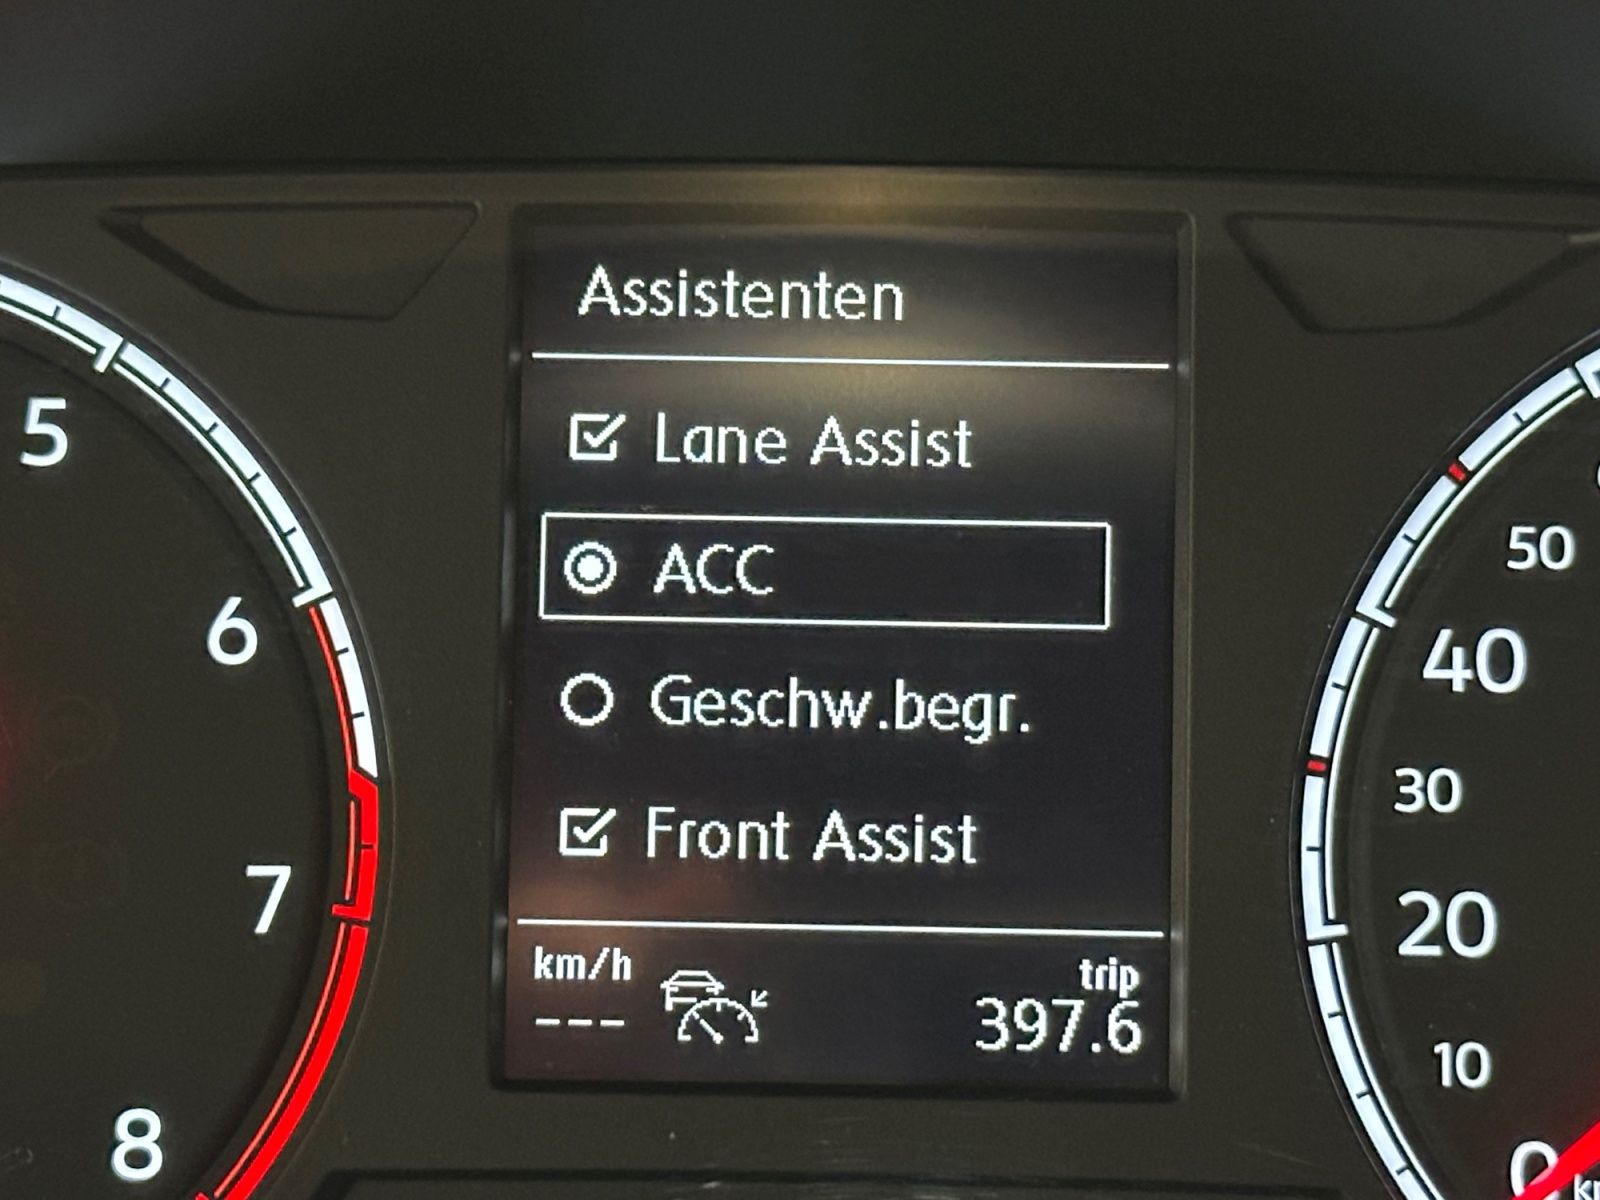 Assistenten
Lane Assist
ACC
Geschw.begr.
Front Assist
km/h
---
trip
397.6
5
6
7
8
50
40
30
20
10
0